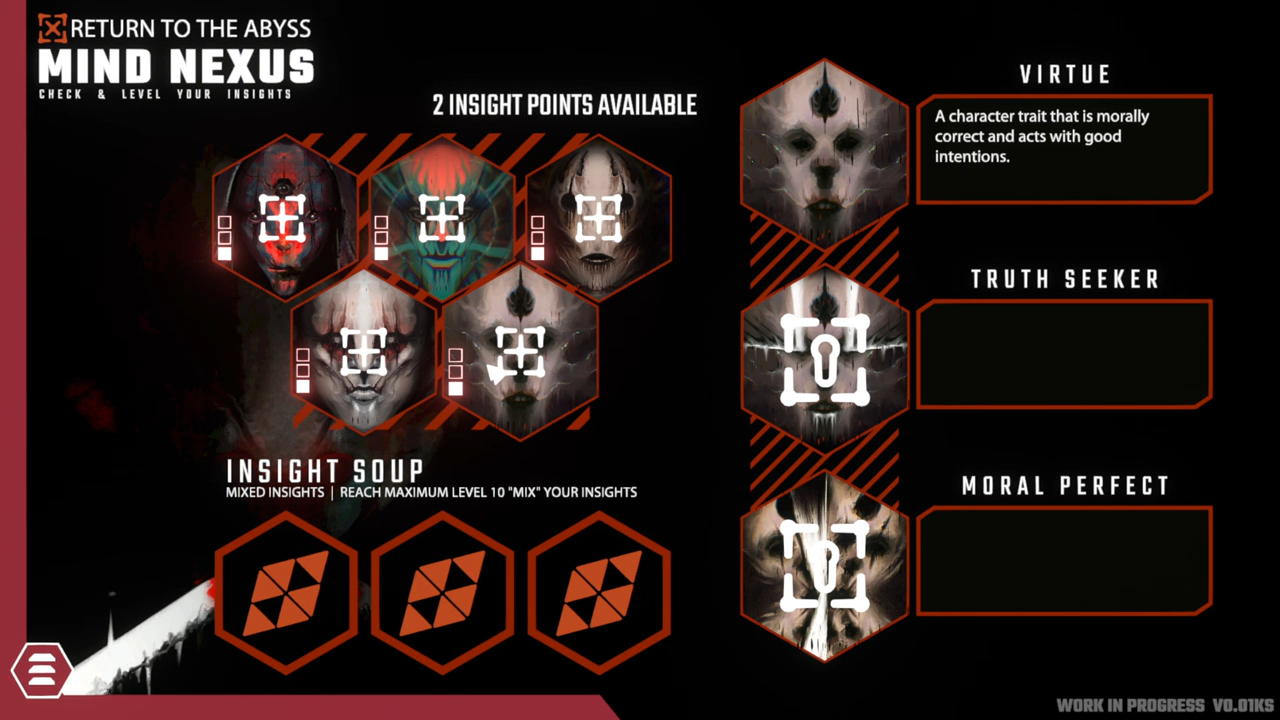 RETURN TO THE ABYSS
MIND NEXUS
CHECK & LEVEL YOUR INSIGHTS
2 INSIGHT POINTS AVAILABLE
INSIGHT SOUP
MIXED INSIGHTS | REACH MAXIMUM LEVEL 10 "MIX" YOUR INSIGHTS
VIRTUE
A character trait that is morally
correct and acts with good
intentions.
TRUTH SEEKER
MORAL PERFECT
WORK IN PROGRESS V0.01KS